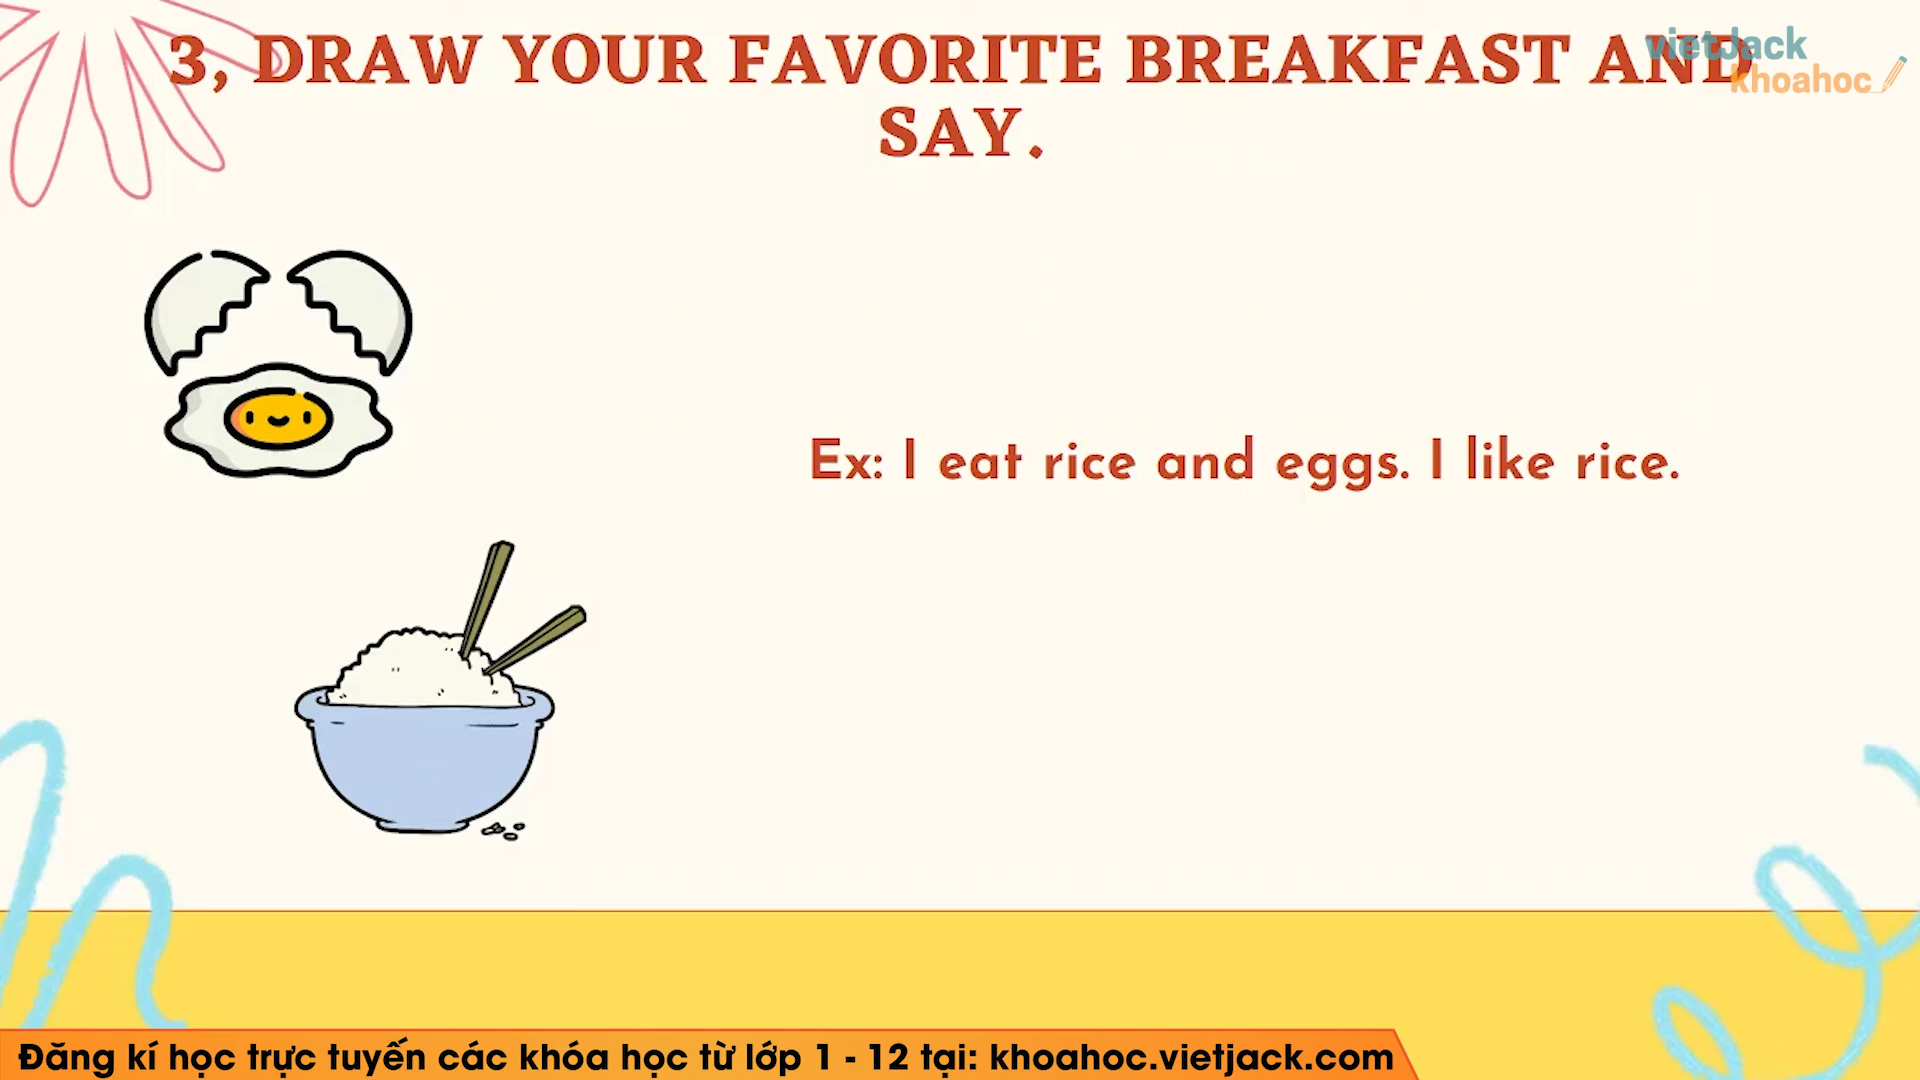 3, DRAW YOUR FAVORITE BREAKFAST AND
SAY.
vietJack
khoahoc
Ex: I eat rice and eggs. I like rice.
Đăng kí học trực tuyến các khóa học từ lớp 1 - 12 tại: khoahoc.vietjack.com